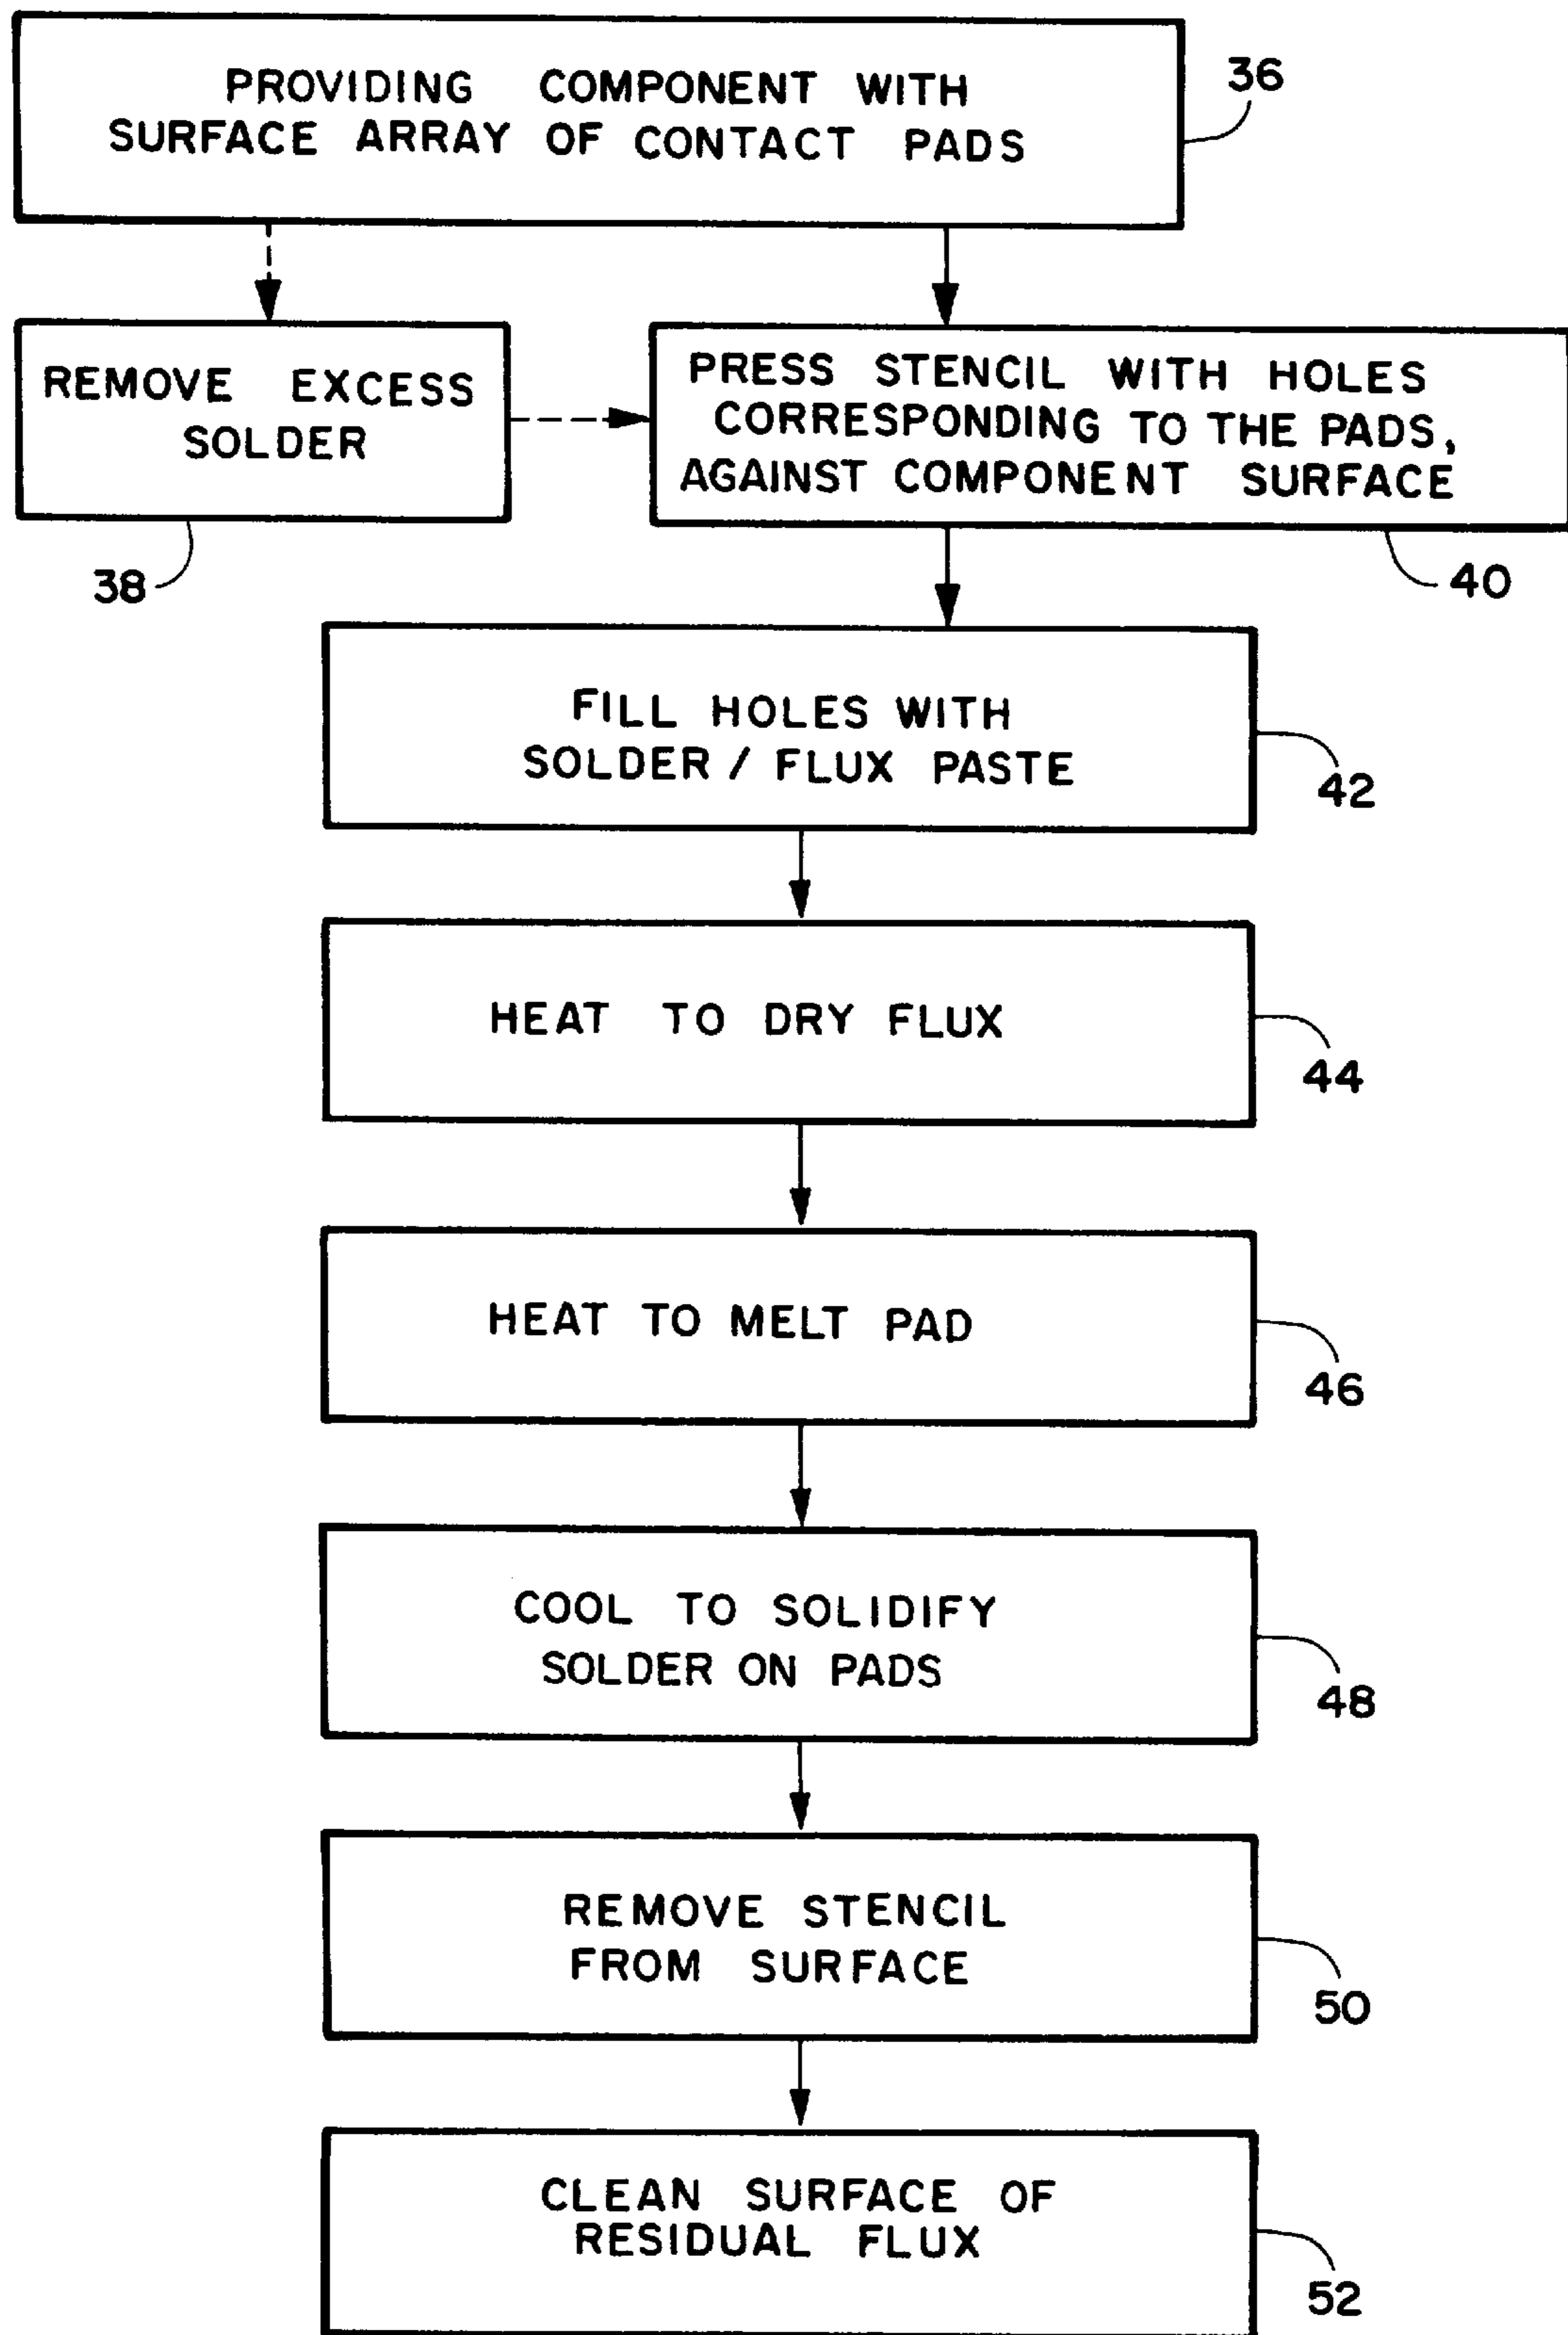 PROVIDING COMPONENT WITH
SURFACE ARRAY OF CONTACT PADS
36
REMOVE EXCESS
SOLDER
38
PRESS STENCIL WITH HOLES
CORRESPONDING TO THE PADS,
AGAINST COMPONENT SURFACE
40
FILL HOLES WITH
SOLDER / FLUX PASTE
42
HEAT TO DRY FLUX
44
HEAT TO MELT PAD
46
COOL TO SOLIDIFY
SOLDER ON PADS
48
REMOVE STENCIL
FROM SURFACE
50
CLEAN SURFACE OF
RESIDUAL FLUX
52